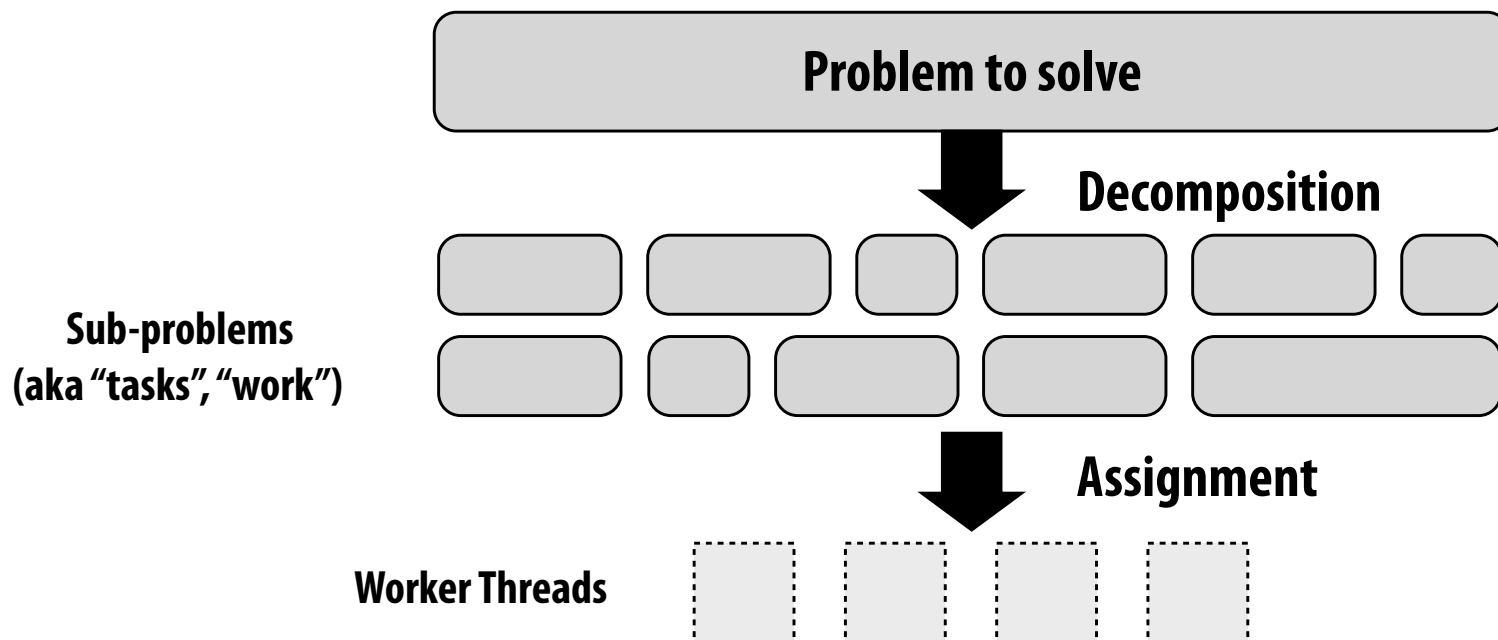 Problem to solve
Decomposition
Sub-problems
(aka “tasks”, “work”)
Assignment
Worker Threads